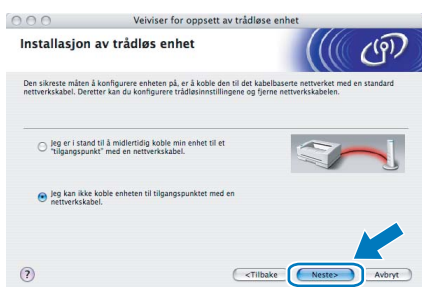 Veiviser for oppsett av trådløse enhet
Installasjon av trådløs enhet
Den sikreste måten å konfigurere enheten på, er å koble den til det kabelbaserte nettverket med en standard
nettverkskabel. Deretter kan du konfigurere trådløsinnstillingene og fjerne nettverkskabelen.
Jeg er i stand til å midlertidig koble min enhet til et
"tilgangspunkt" med en nettverkskabel.
Jeg kan ikke koble enheten til tilgangspunktet med en
nettverkskabel.
? <Tilbake Neste> Avbryt